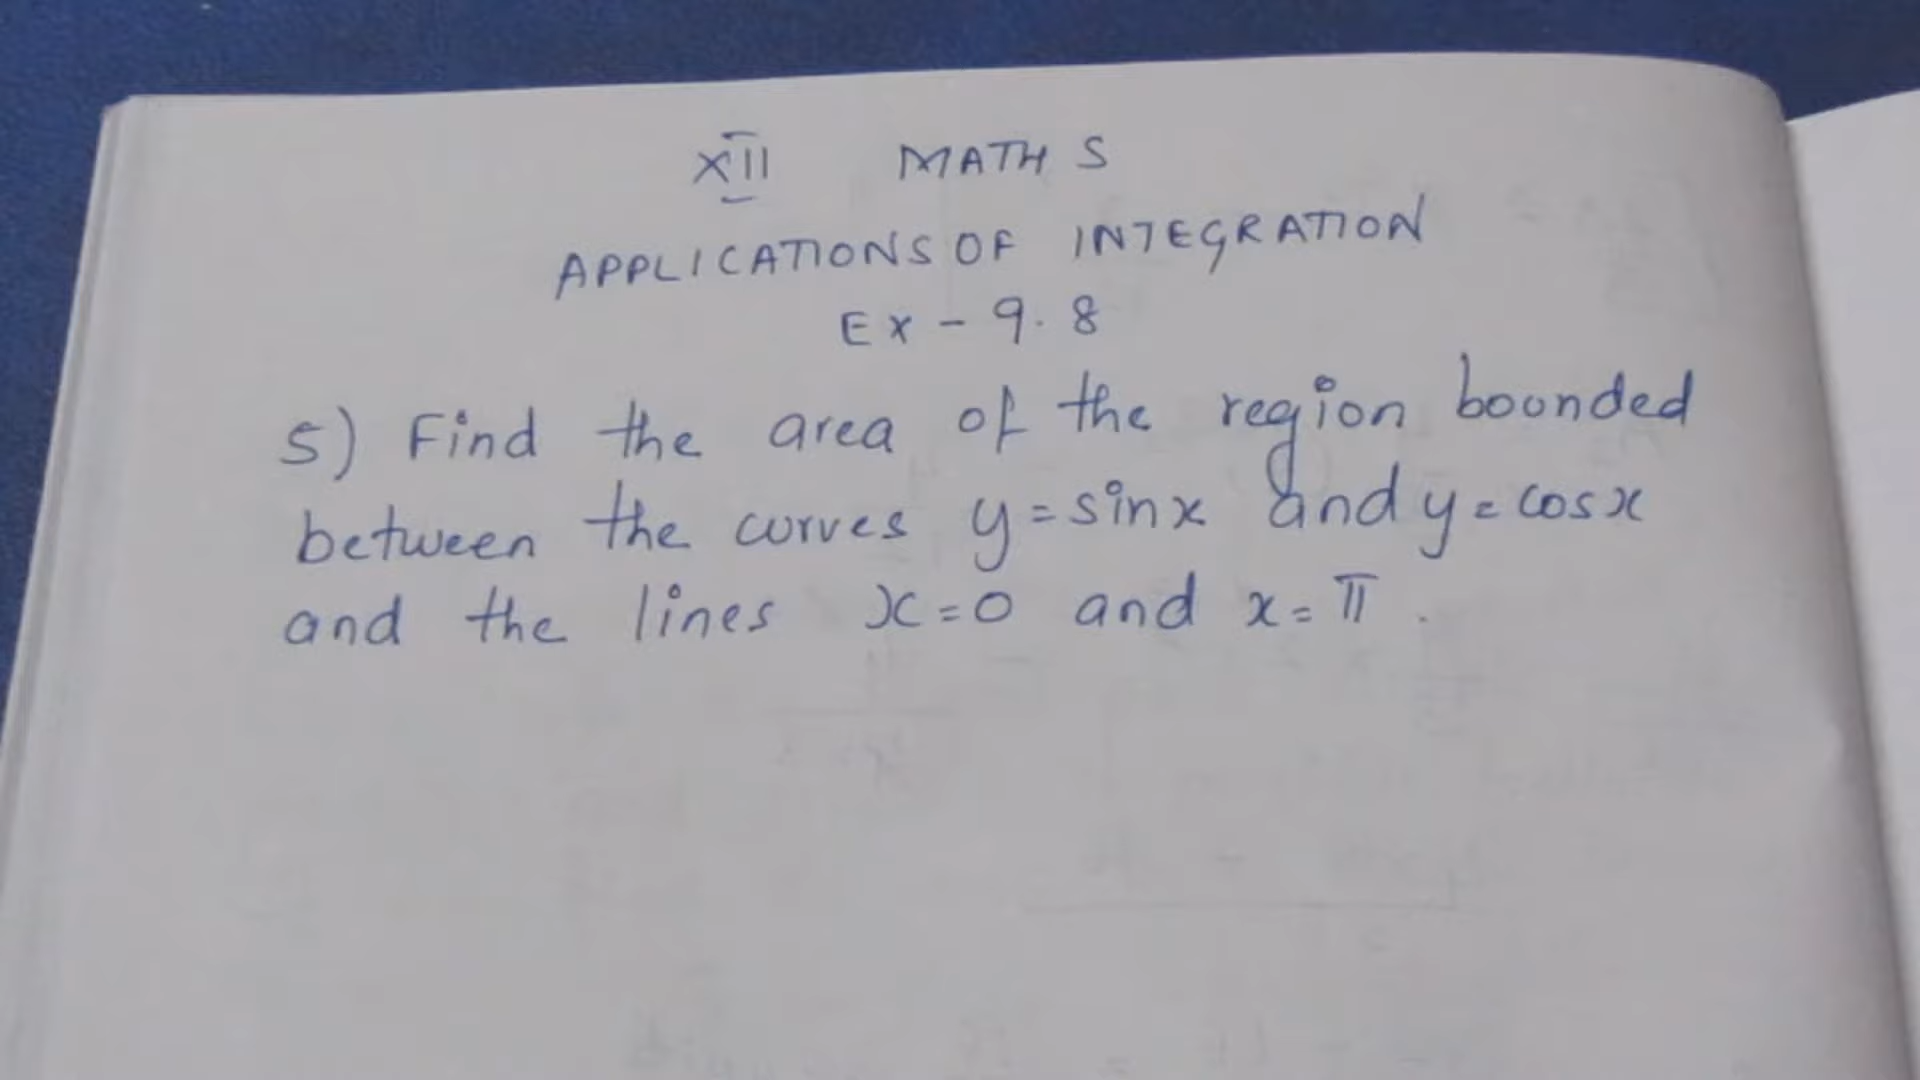 XII MATHS
APPLICATIONS OF INTEGRATION
Ex - 9.8
5) Find the area of the region bounded
between the curves y = sinx and y = cosx
and the lines x = 0 and x = π.